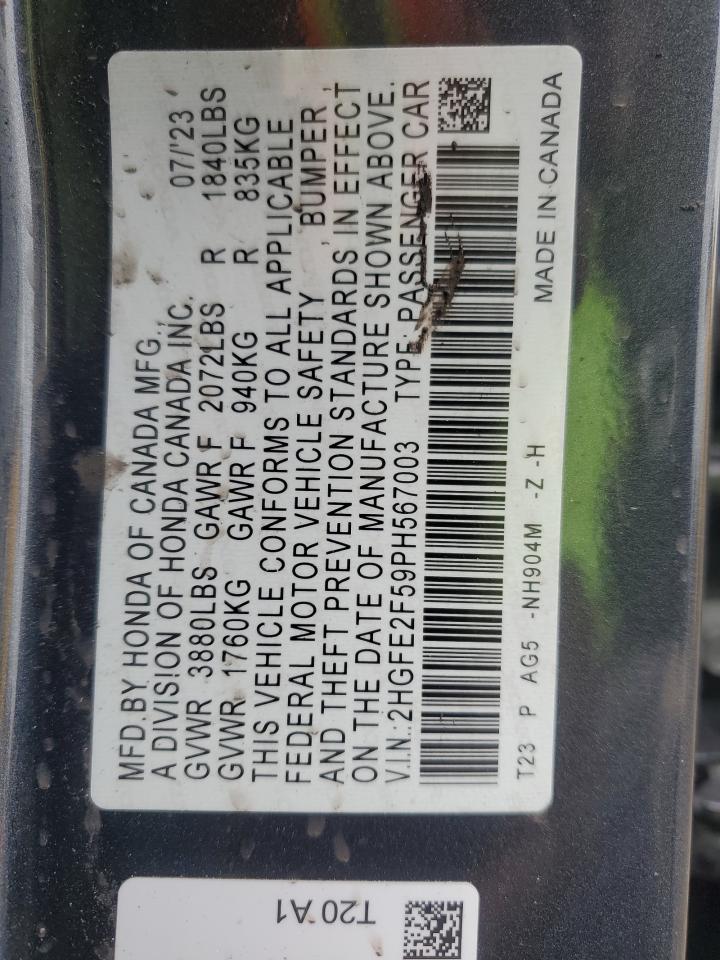 MFD.BY HONDA OF CANADA MFG., 07/'23
A DIVISION OF HONDA CANADA INC.
GVWR 3880LBS GAWR F 2072LBS R 1840LBS
GVWR 1760KG GAWR F 940KG R 835KG
THIS VEHICLE CONFORMS TO ALL APPLICABLE
FEDERAL MOTOR VEHICLE SAFETY, BUMPER,
AND THEFT PREVENTION STANDARDS IN EFFECT
ON THE DATE OF MANUFACTURE SHOWN ABOVE.
V.I.N.:2HGFE2F59PH567003 TYPE:PASSENGER CAR
T23 P AG5 -NH904M -Z -H MADE IN CANADA
T20 A1